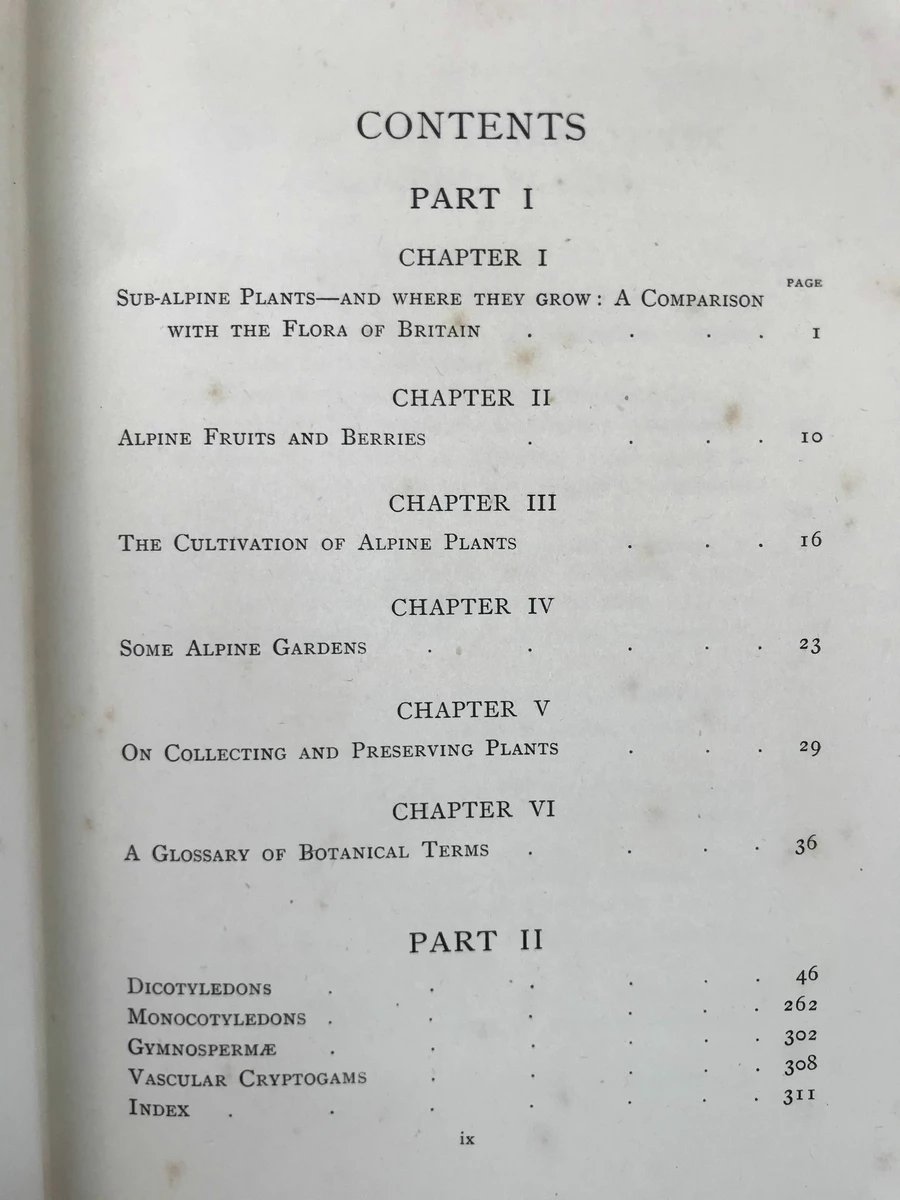 CONTENTS
PART I
CHAPTER I
PAGE
Sub-alpine Plants—and where they grow: A Comparison
with the Flora of Britain . . . . 1
CHAPTER II
Alpine Fruits and Berries . . . . 10
CHAPTER III
The Cultivation of Alpine Plants . . . 16
CHAPTER IV
Some Alpine Gardens . . . . . 23
CHAPTER V
On Collecting and Preserving Plants . . . 29
CHAPTER VI
A Glossary of Botanical Terms . . . . 36
PART II
Dicotyledons . . . . . . 46
Monocotyledons . . . . . . 262
Gymnospermæ . . . . . . 302
Vascular Cryptogams . . . . . 308
Index . . . . . . . 311
ix